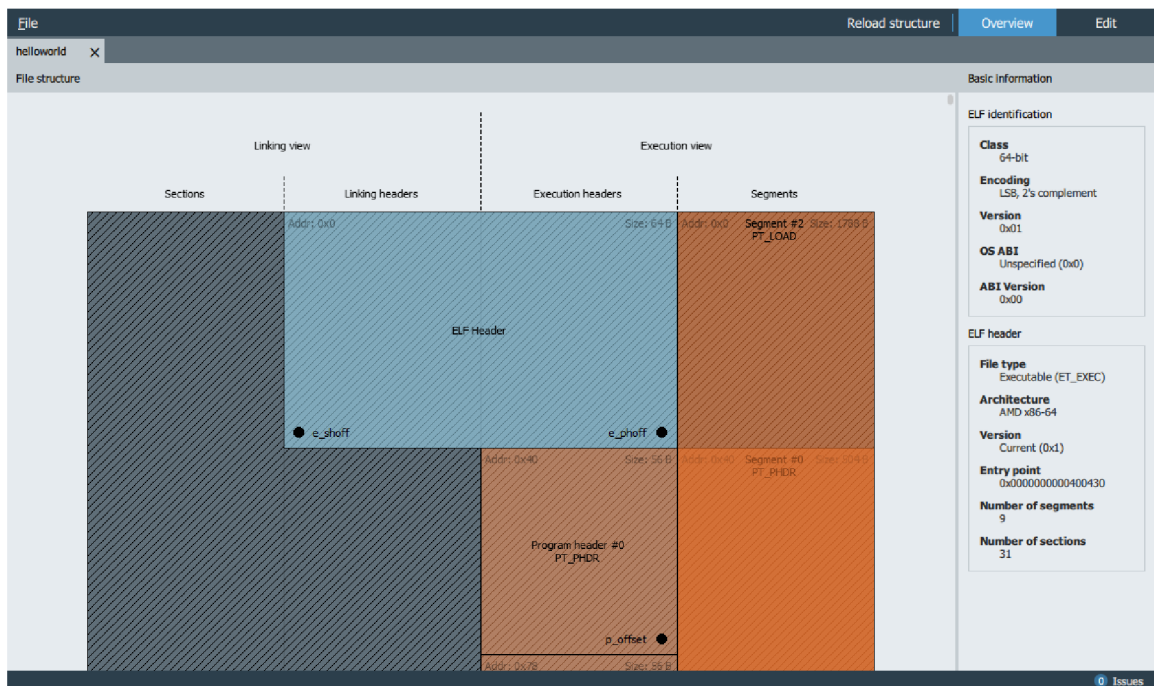 File
Reload structure
Overview
Edit
helloworld
File structure
Basic information
Linking view
Execution view
Sections
Linking headers
Execution headers
Segments
Addr: 0x0
Size: 64 B
Addr: 0x0
Segment #2
Size: 1788 B
PT_LOAD
ELF Header
e_shoff
e_phoff
Addr: 0x40
Size: 56 B
Addr: 0x40
Segment #0
Size: 504 B
PT_PHDR
Program header #0
PT_PHDR
p_offset
Addr: 0x78
Size: 56 B
ELF identification
Class
64-bit
Encoding
LSB, 2's complement
Version
0x01
OS ABI
Unspecified (0x0)
ABI Version
0x00
ELF header
File type
Executable (ET_EXEC)
Architecture
AMD x86-64
Version
Current (0x1)
Entry point
0x0000000000400430
Number of segments
9
Number of sections
31
0 Issues